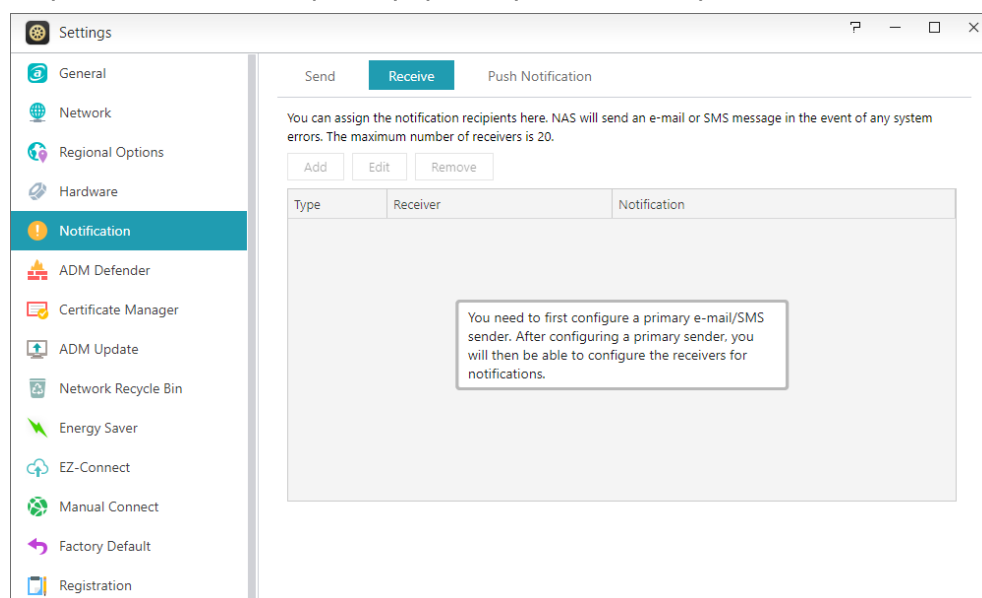 Settings
General
Network
Regional Options
Hardware
Notification
ADM Defender
Certificate Manager
ADM Update
Network Recycle Bin
Energy Saver
EZ-Connect
Manual Connect
Factory Default
Registration
Send Receive Push Notification
You can assign the notification recipients here. NAS will send an e-mail or SMS message in the event of any system
errors. The maximum number of receivers is 20.
Add Edit Remove
Type Receiver Notification
You need to first configure a primary e-mail/SMS
sender. After configuring a primary sender, you
will then be able to configure the receivers for
notifications.